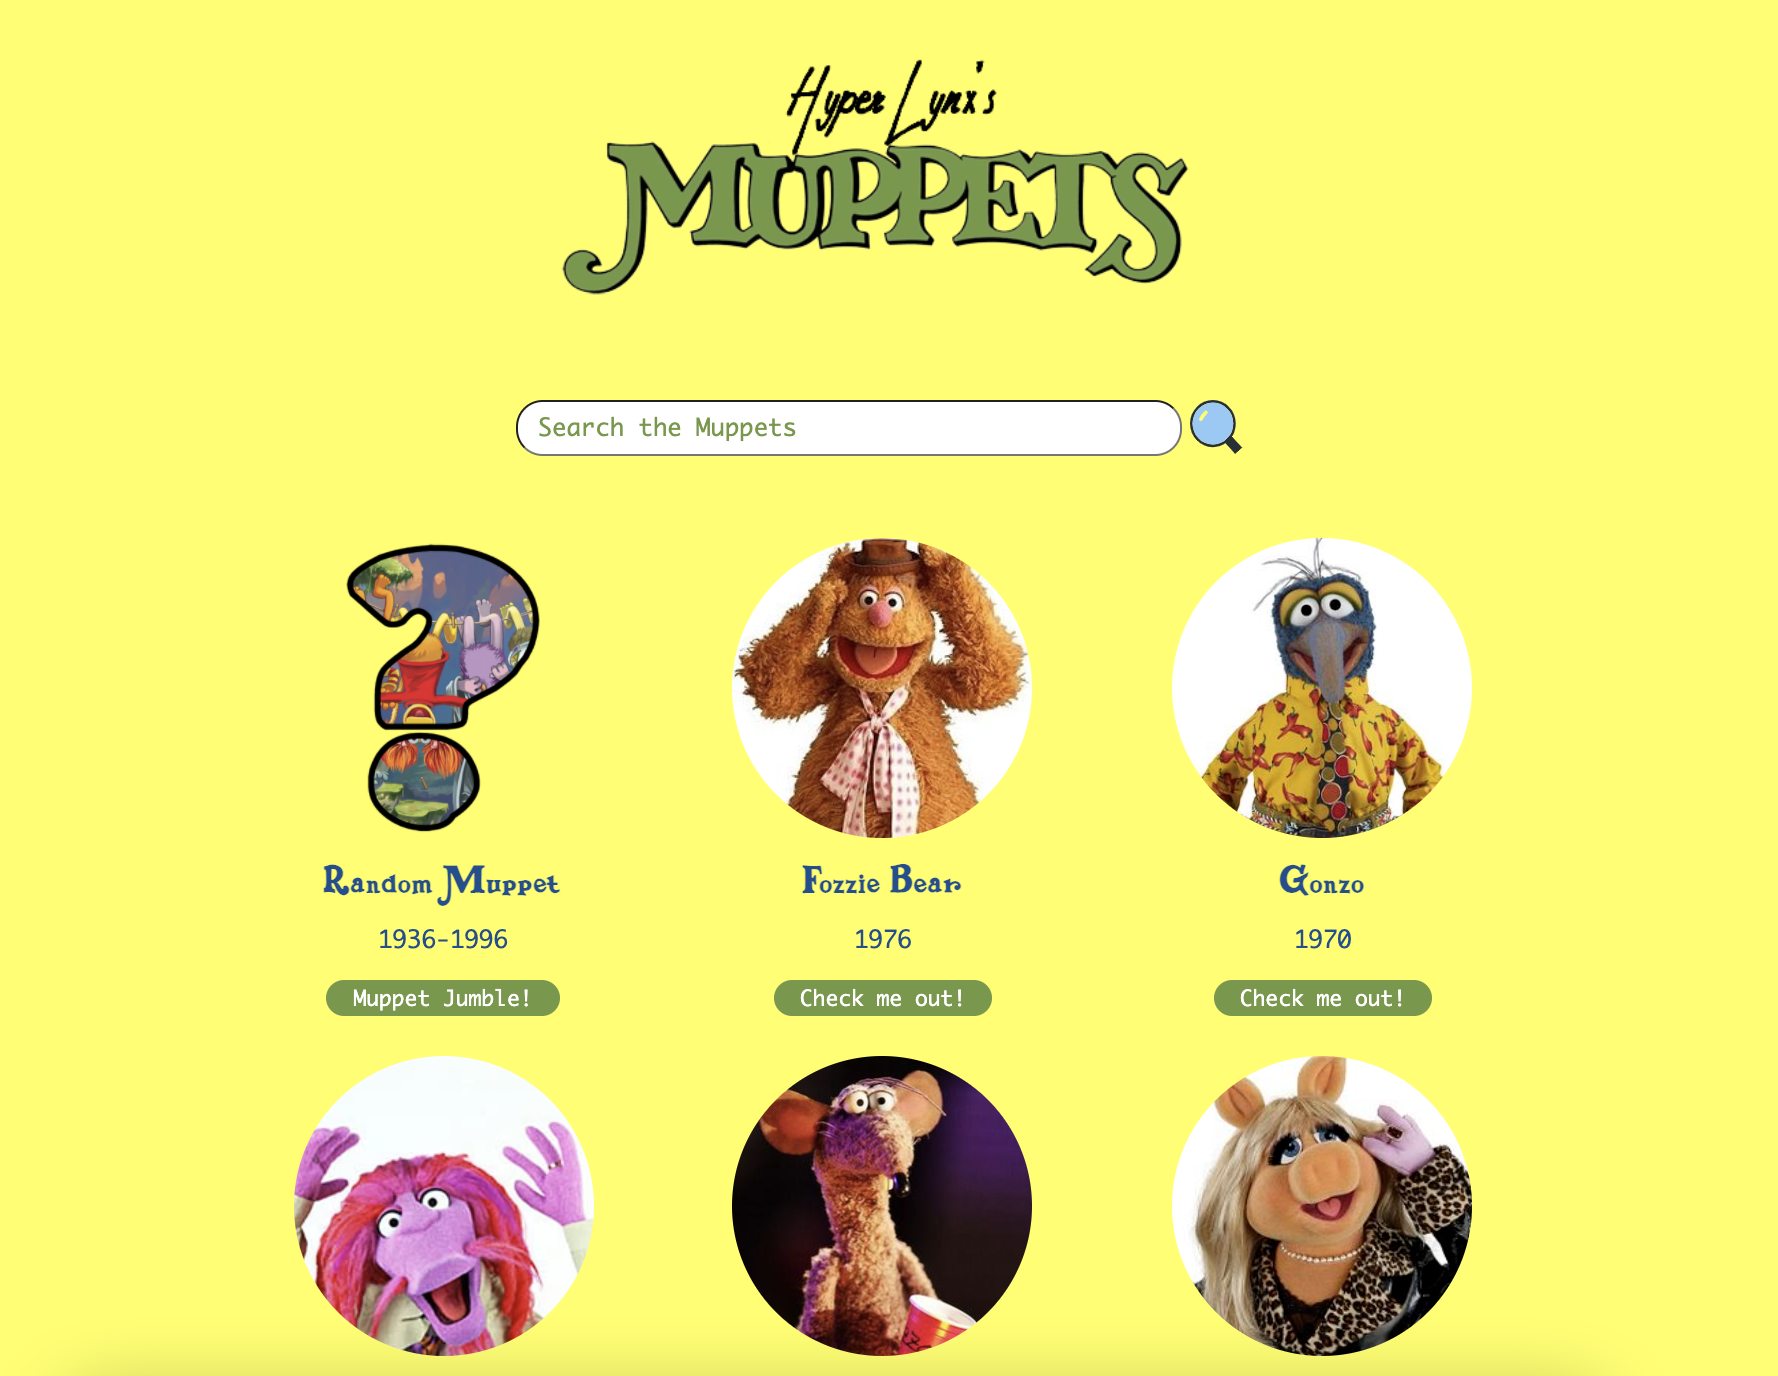 Hyper Lynx's
MUPPETS
Search the Muppets
Random Muppet
Fozzie Bear
Gonzo
1936-1996
1976
1970
Muppet Jumble!
Check me out!
Check me out!